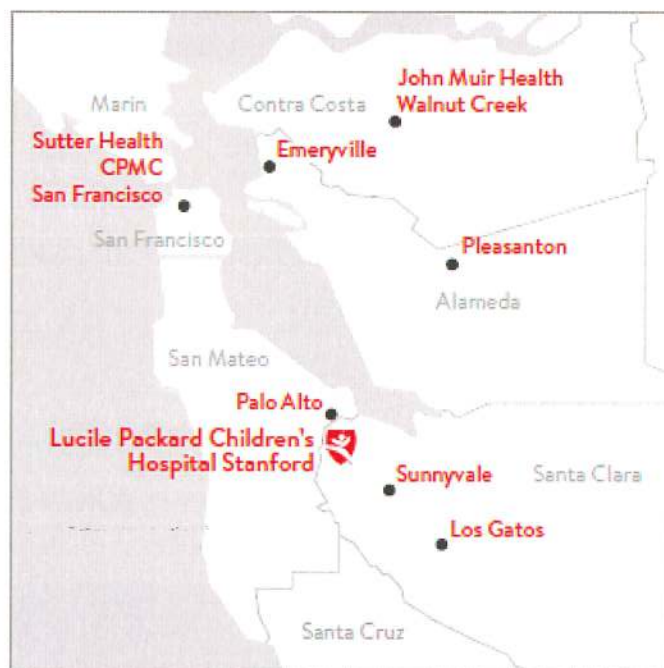 John Muir Health
Walnut Creek
Marin
Contra Costa
Sutter Health
CPMC
San Francisco
Emeryville
San Francisco
Pleasanton
Alameda
San Mateo
Palo Alto
Lucile Packard Children's
Hospital Stanford
Sunnyvale
Santa Clara
Los Gatos
Santa Cruz